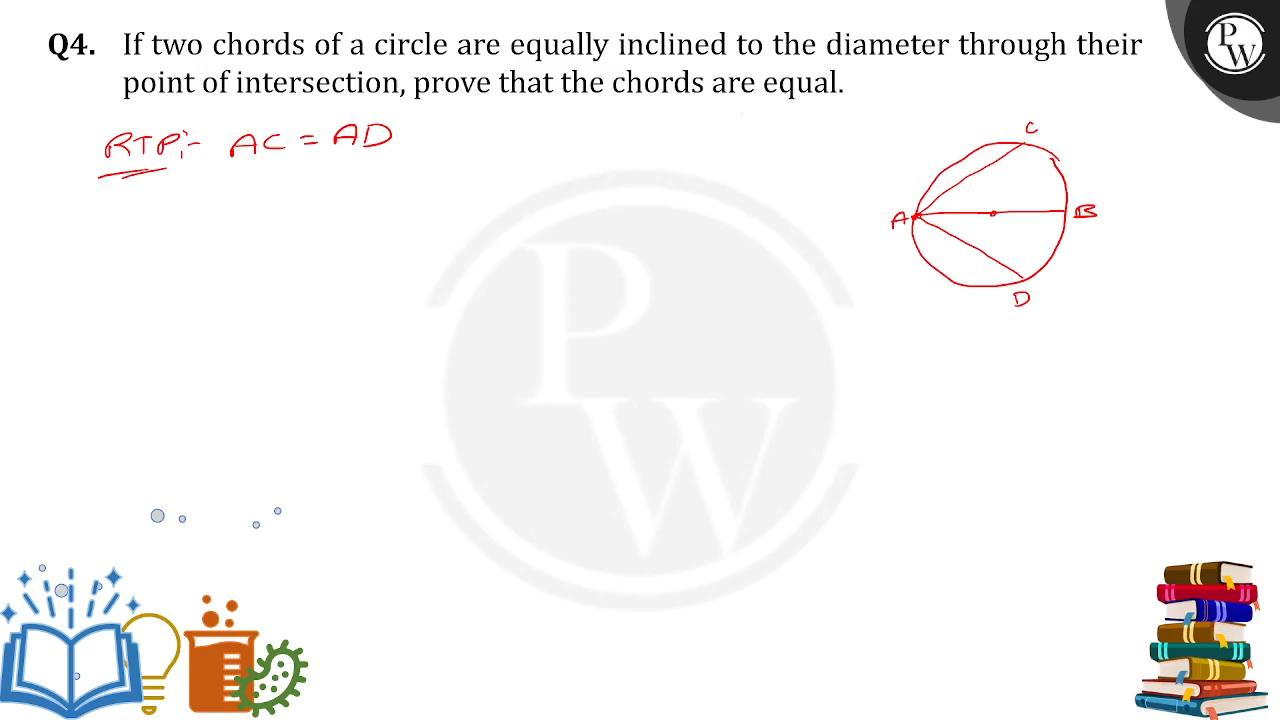 Q4. If two chords of a circle are equally inclined to the diameter through their
point of intersection, prove that the chords are equal.
RTP:- AC = AD
C
A
B
D
P
W
P
W